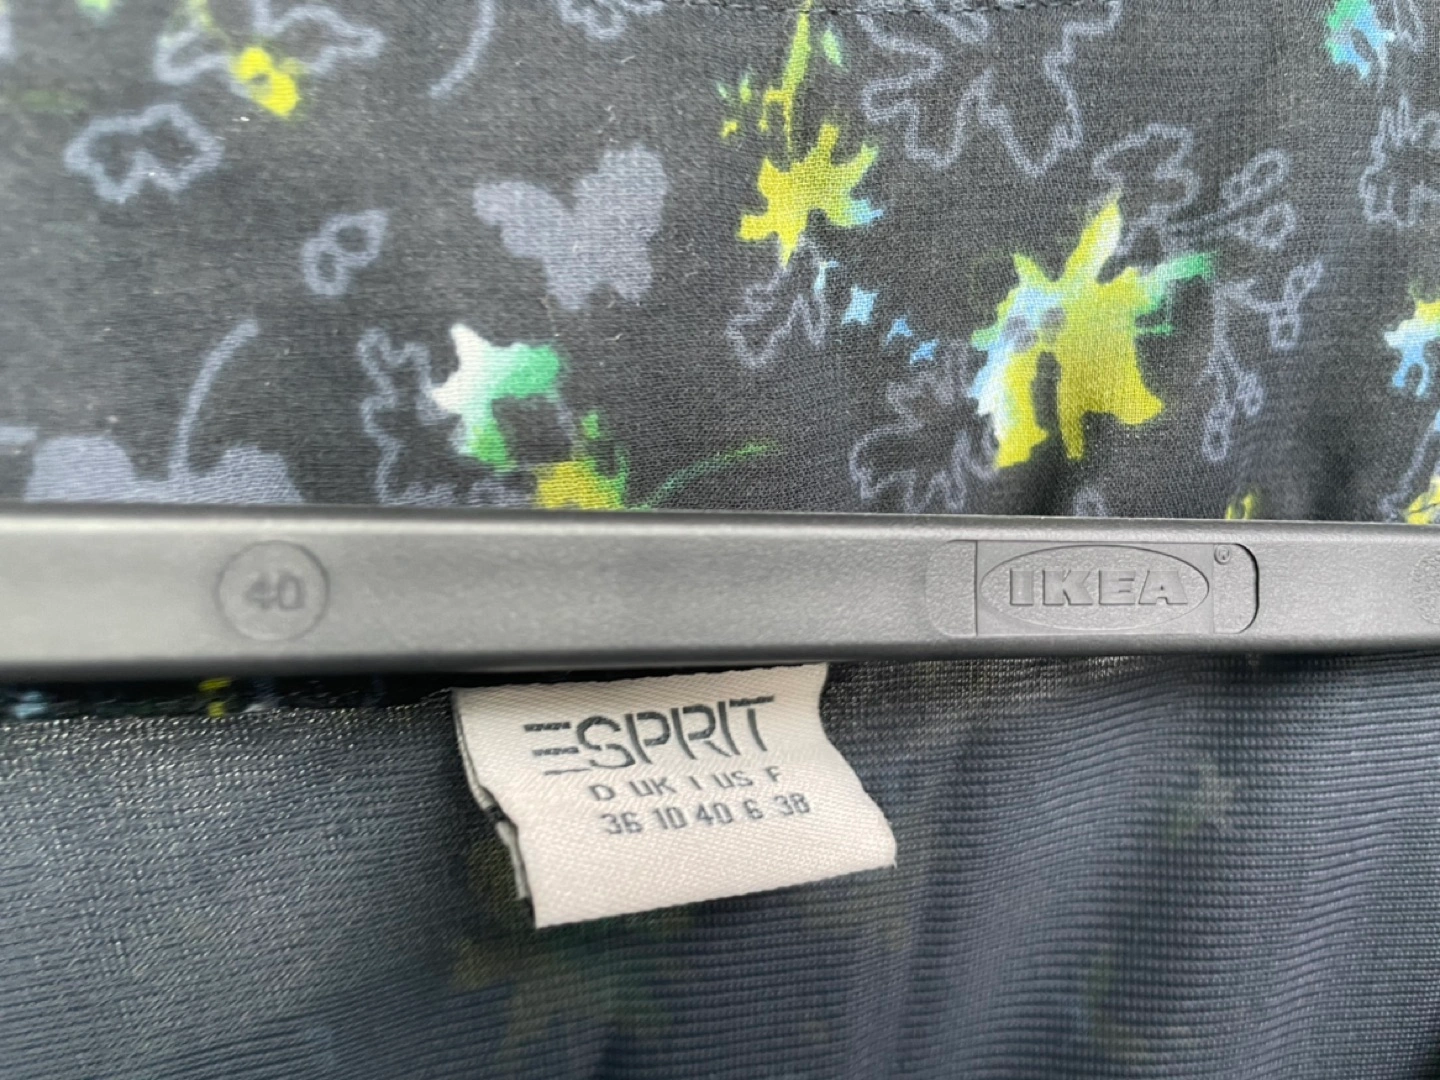 40
IKEA®
ESPRIT
D UK I US F
36 10 40 6 38